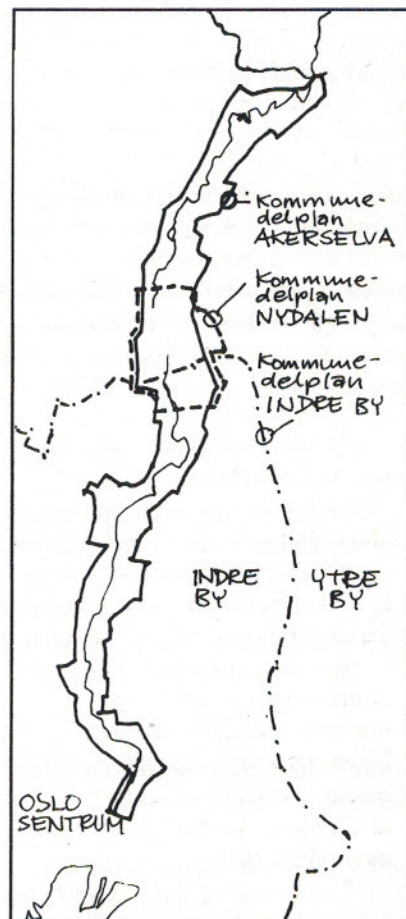 Kommune-
delplan
AKERSELVA
Kommune-
delplan
NYDALEN
Kommune-
delplan
INDRE BY
INDRE
BY
YTRE
BY
OSLO
SENTRUM